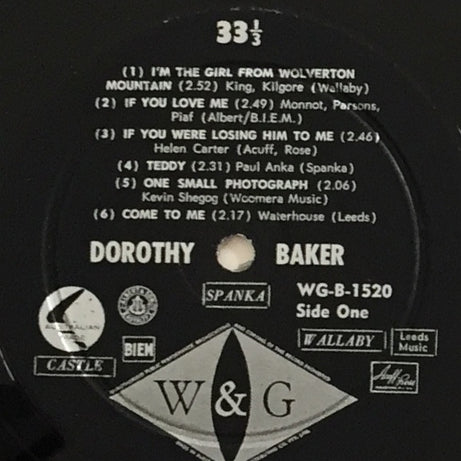 33⅓
(1) I'M THE GIRL FROM WOLVERTON
MOUNTAIN (2.52) King, Kilgore (Wallaby)
(2) IF YOU LOVE ME (2.49) Monnot, Parsons,
Piaf (Albert/B.I.E.M.)
(3) IF YOU WERE LOSING HIM TO ME (2.46)
Helen Carter (Acuff, Rose)
(4) TEDDY (2.31) Paul Anka (Spanka)
(5) ONE SMALL PHOTOGRAPH (2.06)
Kevin Shegog (Woomera Music)
(6) COME TO ME (2.17) Waterhouse (Leeds)
DOROTHY BAKER
SPANKA
WG-B-1520
Side One
AUSTRALIAN
BIEM
WALLABY
Leeds
Music
CASTLE
Acuff Rose
W & G